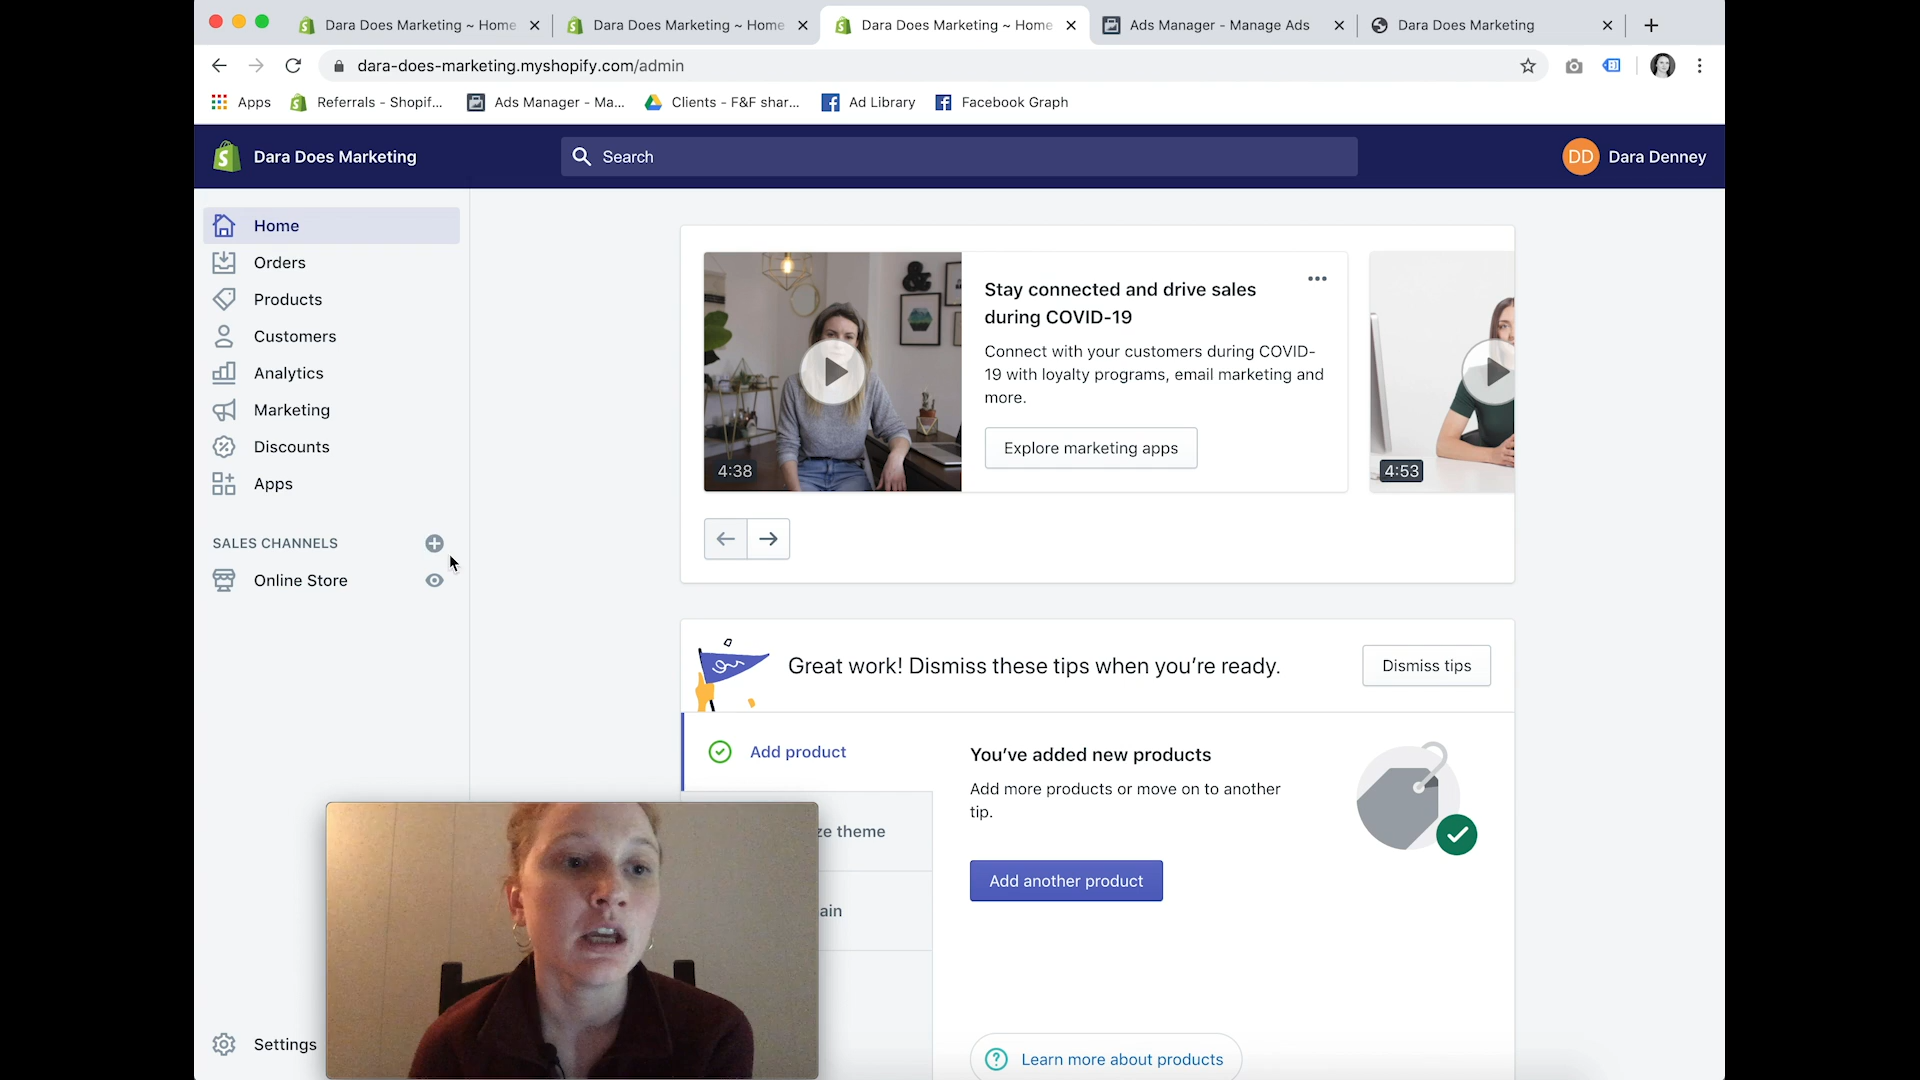 Dara Does Marketing ~ Home
Dara Does Marketing ~ Home
Dara Does Marketing ~ Home
Ads Manager - Manage Ads
Dara Does Marketing
dara-does-marketing.myshopify.com/admin
Apps
Referrals - Shopif...
Ads Manager - Ma...
Clients - F&F shar...
Ad Library
Facebook Graph
Dara Does Marketing
Search
DD
Dara Denney
Home
Orders
Products
Customers
Analytics
Marketing
Discounts
Apps
SALES CHANNELS
Online Store
Settings
4:38
Stay connected and drive sales
during COVID-19
Connect with your customers during COVID-
19 with loyalty programs, email marketing and
more.
Explore marketing apps
4:53
Great work! Dismiss these tips when you're ready.
Dismiss tips
Add product
ze theme
ain
You've added new products
Add more products or move on to another
tip.
Add another product
Learn more about products